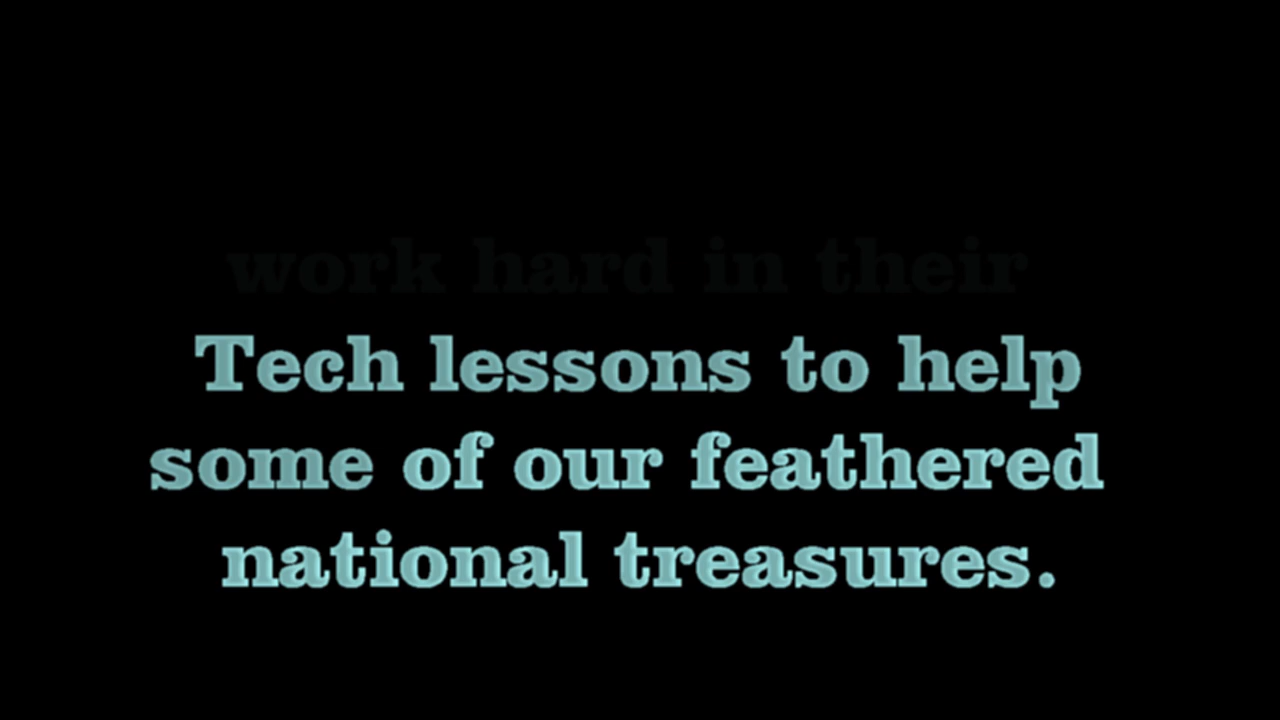 work hard in their
Tech lessons to help
some of our feathered
national treasures.